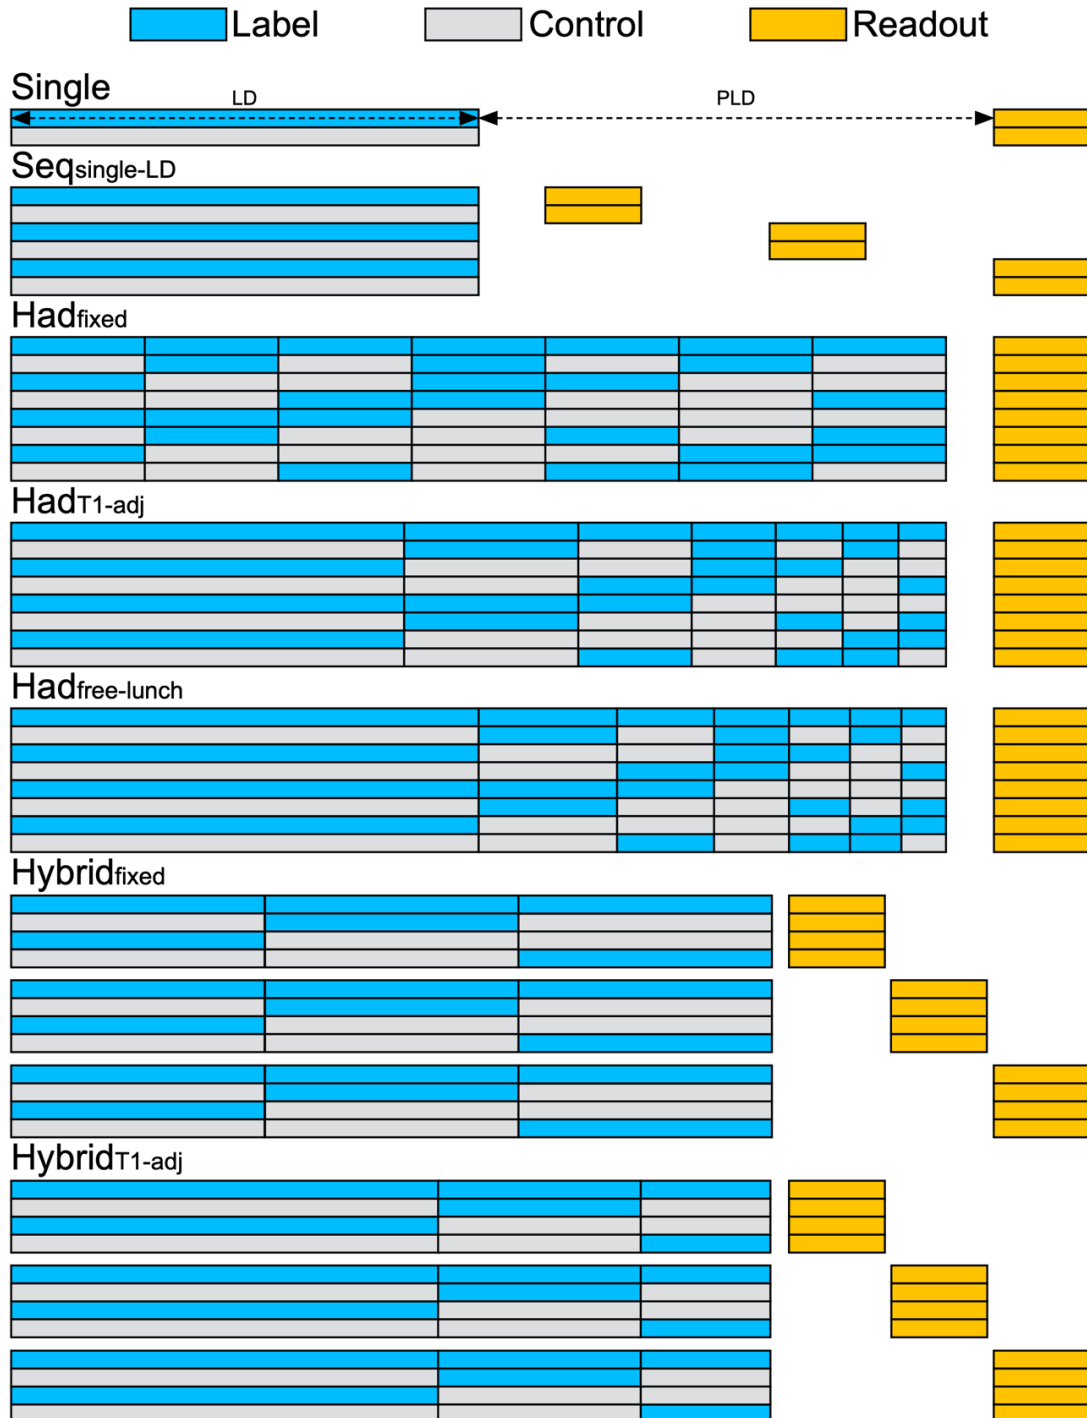 Label Control Readout
Single
LD PLD
Seqsingle-LD
Hadfixed
HadT1-adj
Hadfree-lunch
Hybridfixed
HybridT1-adj